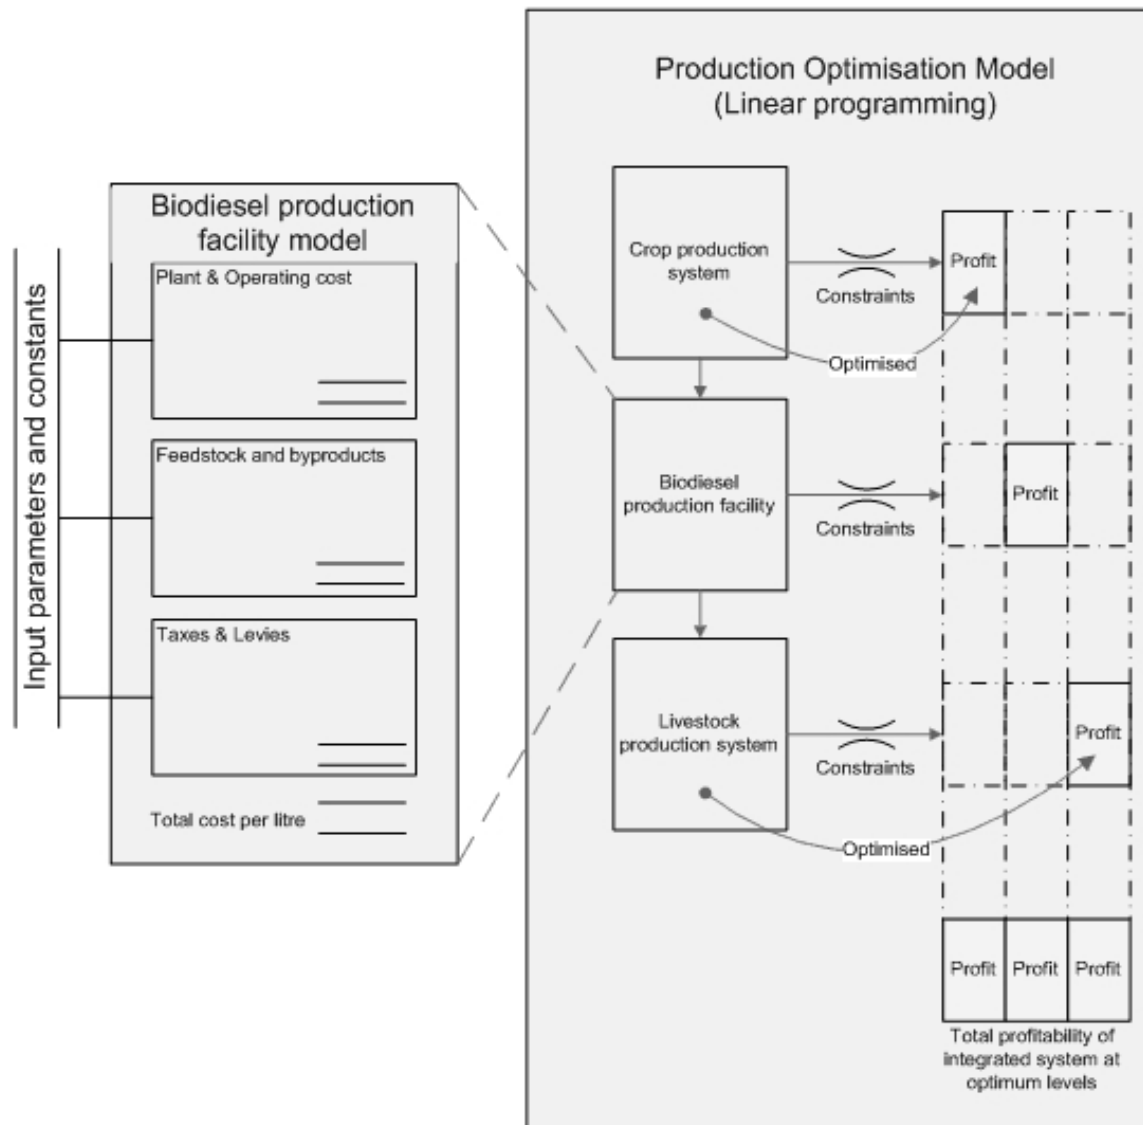 Production Optimisation Model
(Linear programming)
Biodiesel production
facility model
Input parameters and constants
Plant & Operating cost
Feedstock and byproducts
Taxes & Levies
Total cost per litre
Crop production
system
Constraints
Profit
Optimised
Biodiesel
production facility
Constraints
Profit
Livestock
production system
Constraints
Profit
Optimised
Profit Profit Profit
Total profitability of
integrated system at
optimum levels